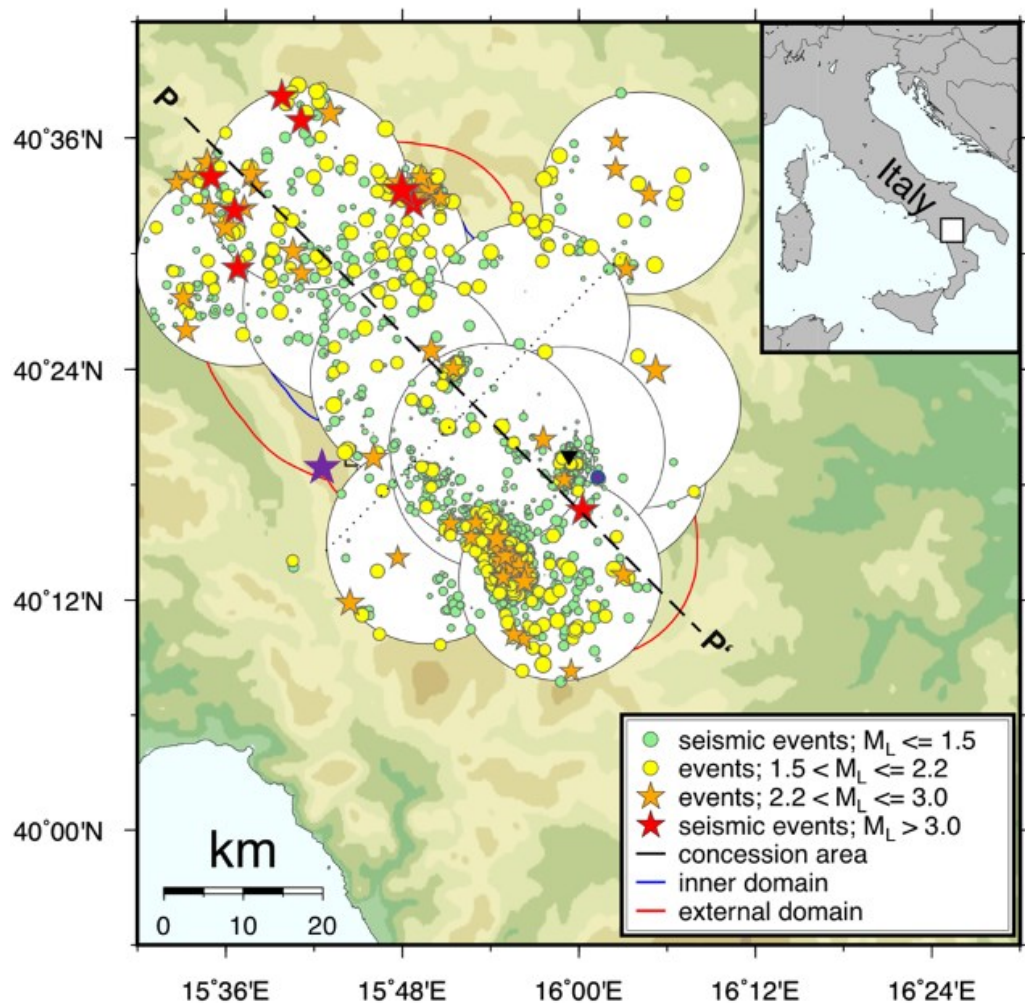 P
Italy
40°36'N
40°24'N
40°12'N
40°00'N
P‘
seismic events; ML <= 1.5
events; 1.5 < ML <= 2.2
events; 2.2 < ML <= 3.0
seismic events; ML > 3.0
concession area
inner domain
external domain
km
0 10 20
15°36'E 15°48'E 16°00'E 16°12'E 16°24'E